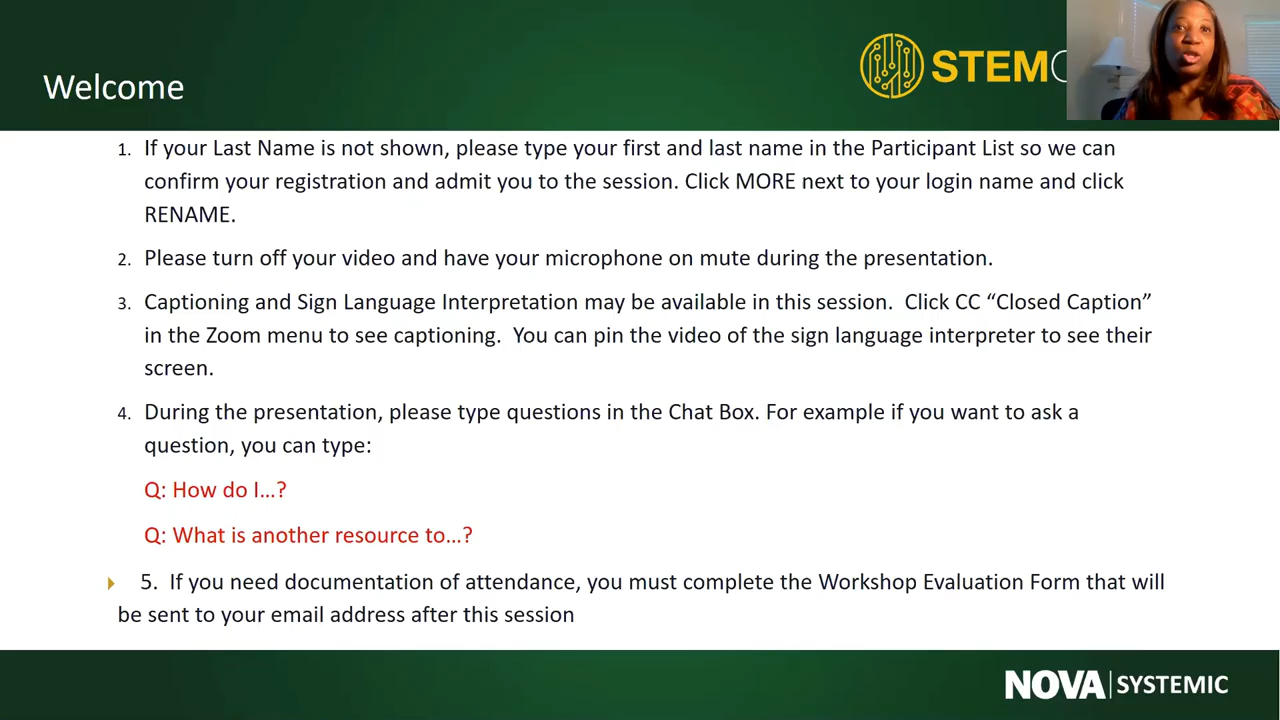 Welcome
STEM
1. If your Last Name is not shown, please type your first and last name in the Participant List so we can
confirm your registration and admit you to the session. Click MORE next to your login name and click
RENAME.
2. Please turn off your video and have your microphone on mute during the presentation.
3. Captioning and Sign Language Interpretation may be available in this session.  Click CC “Closed Caption”
in the Zoom menu to see captioning.  You can pin the video of the sign language interpreter to see their
screen.
4. During the presentation, please type questions in the Chat Box. For example if you want to ask a
question, you can type:
Q: How do I…?
Q: What is another resource to…?
5.  If you need documentation of attendance, you must complete the Workshop Evaluation Form that will
be sent to your email address after this session
NOVA | SYSTEMIC